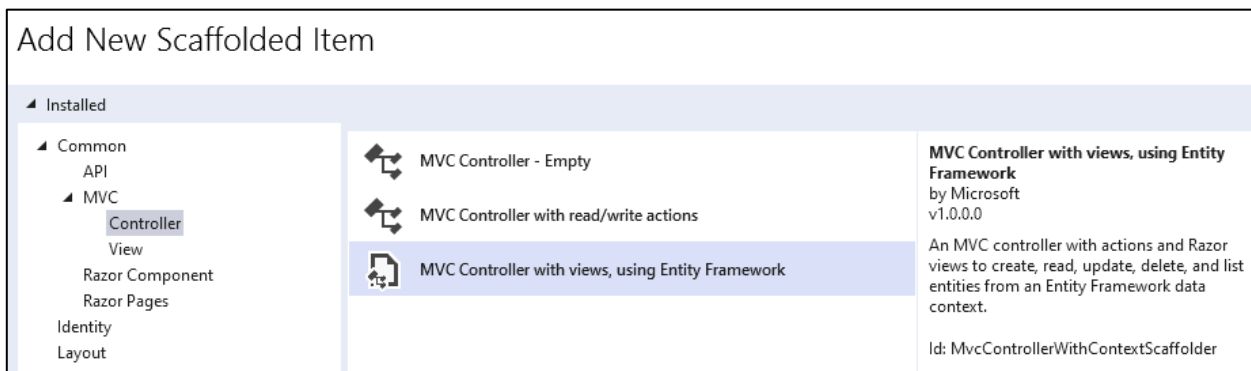 Add New Scaffolded Item
Installed
Common
API
MVC
Controller
View
Razor Component
Razor Pages
Identity
Layout
MVC Controller - Empty
MVC Controller with read/write actions
MVC Controller with views, using Entity Framework
MVC Controller with views, using Entity
Framework
by Microsoft
v1.0.0.0
An MVC controller with actions and Razor
views to create, read, update, delete, and list
entities from an Entity Framework data
context.
Id: MvcControllerWithContextScaffolder